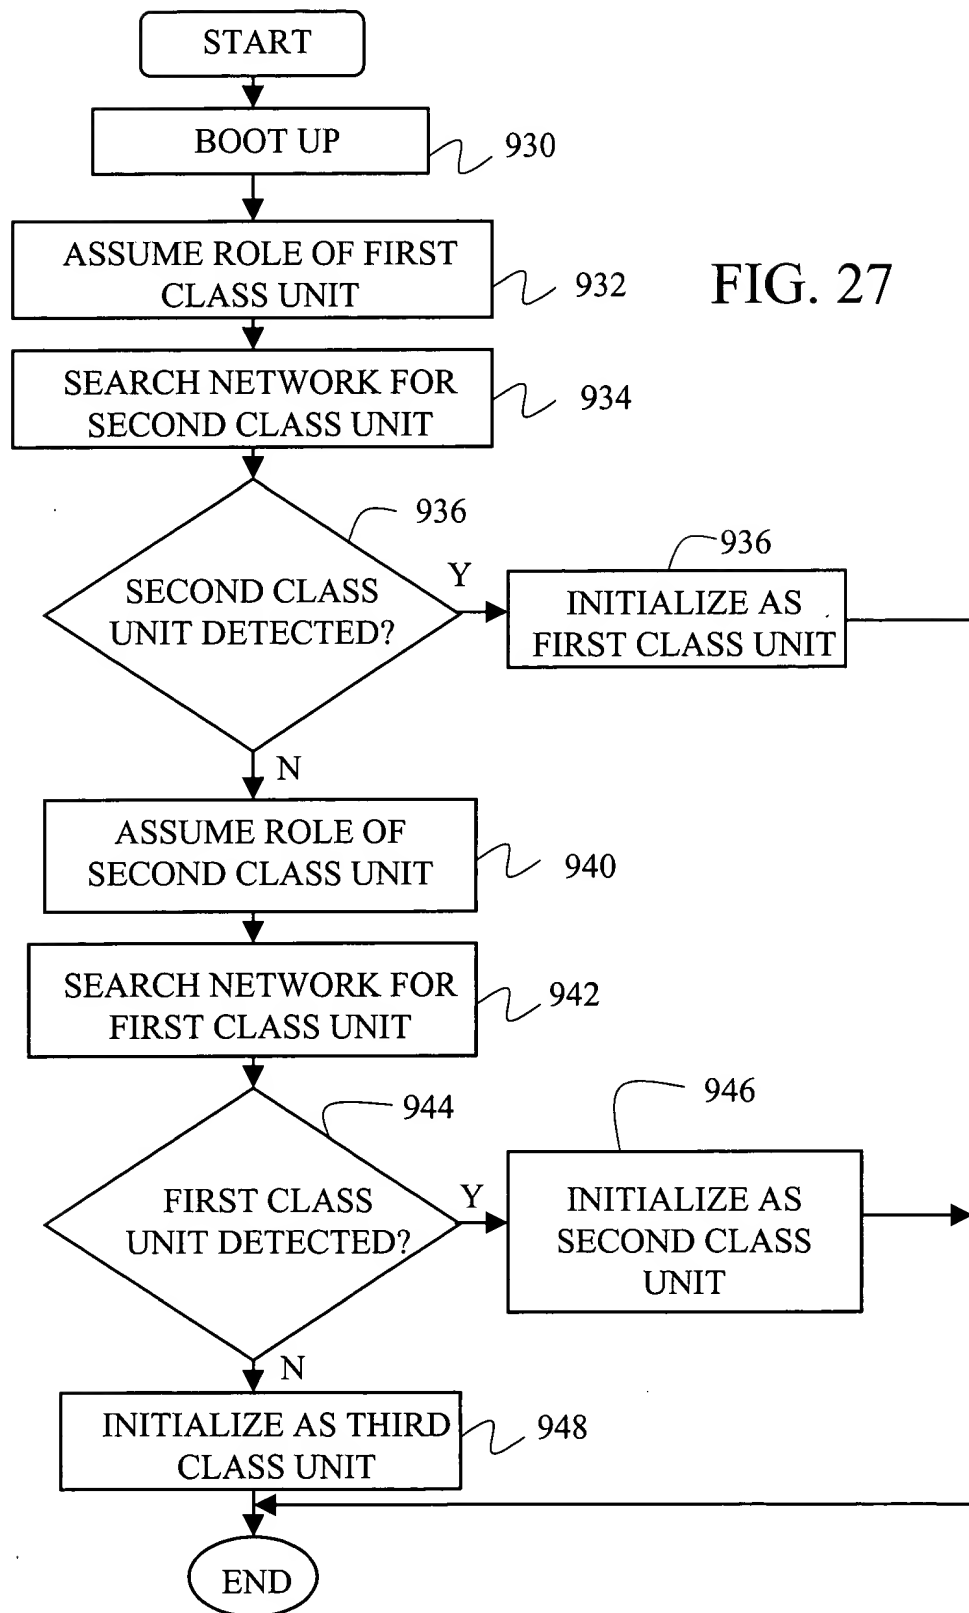 START
BOOT UP
930
ASSUME ROLE OF FIRST
CLASS UNIT
932
FIG. 27
SEARCH NETWORK FOR
SECOND CLASS UNIT
934
936
SECOND CLASS
UNIT DETECTED?
Y
936
INITIALIZE AS
FIRST CLASS UNIT
N
ASSUME ROLE OF
SECOND CLASS UNIT
940
SEARCH NETWORK FOR
FIRST CLASS UNIT
942
944
FIRST CLASS
UNIT DETECTED?
Y
946
INITIALIZE AS
SECOND CLASS
UNIT
N
INITIALIZE AS THIRD
CLASS UNIT
948
END